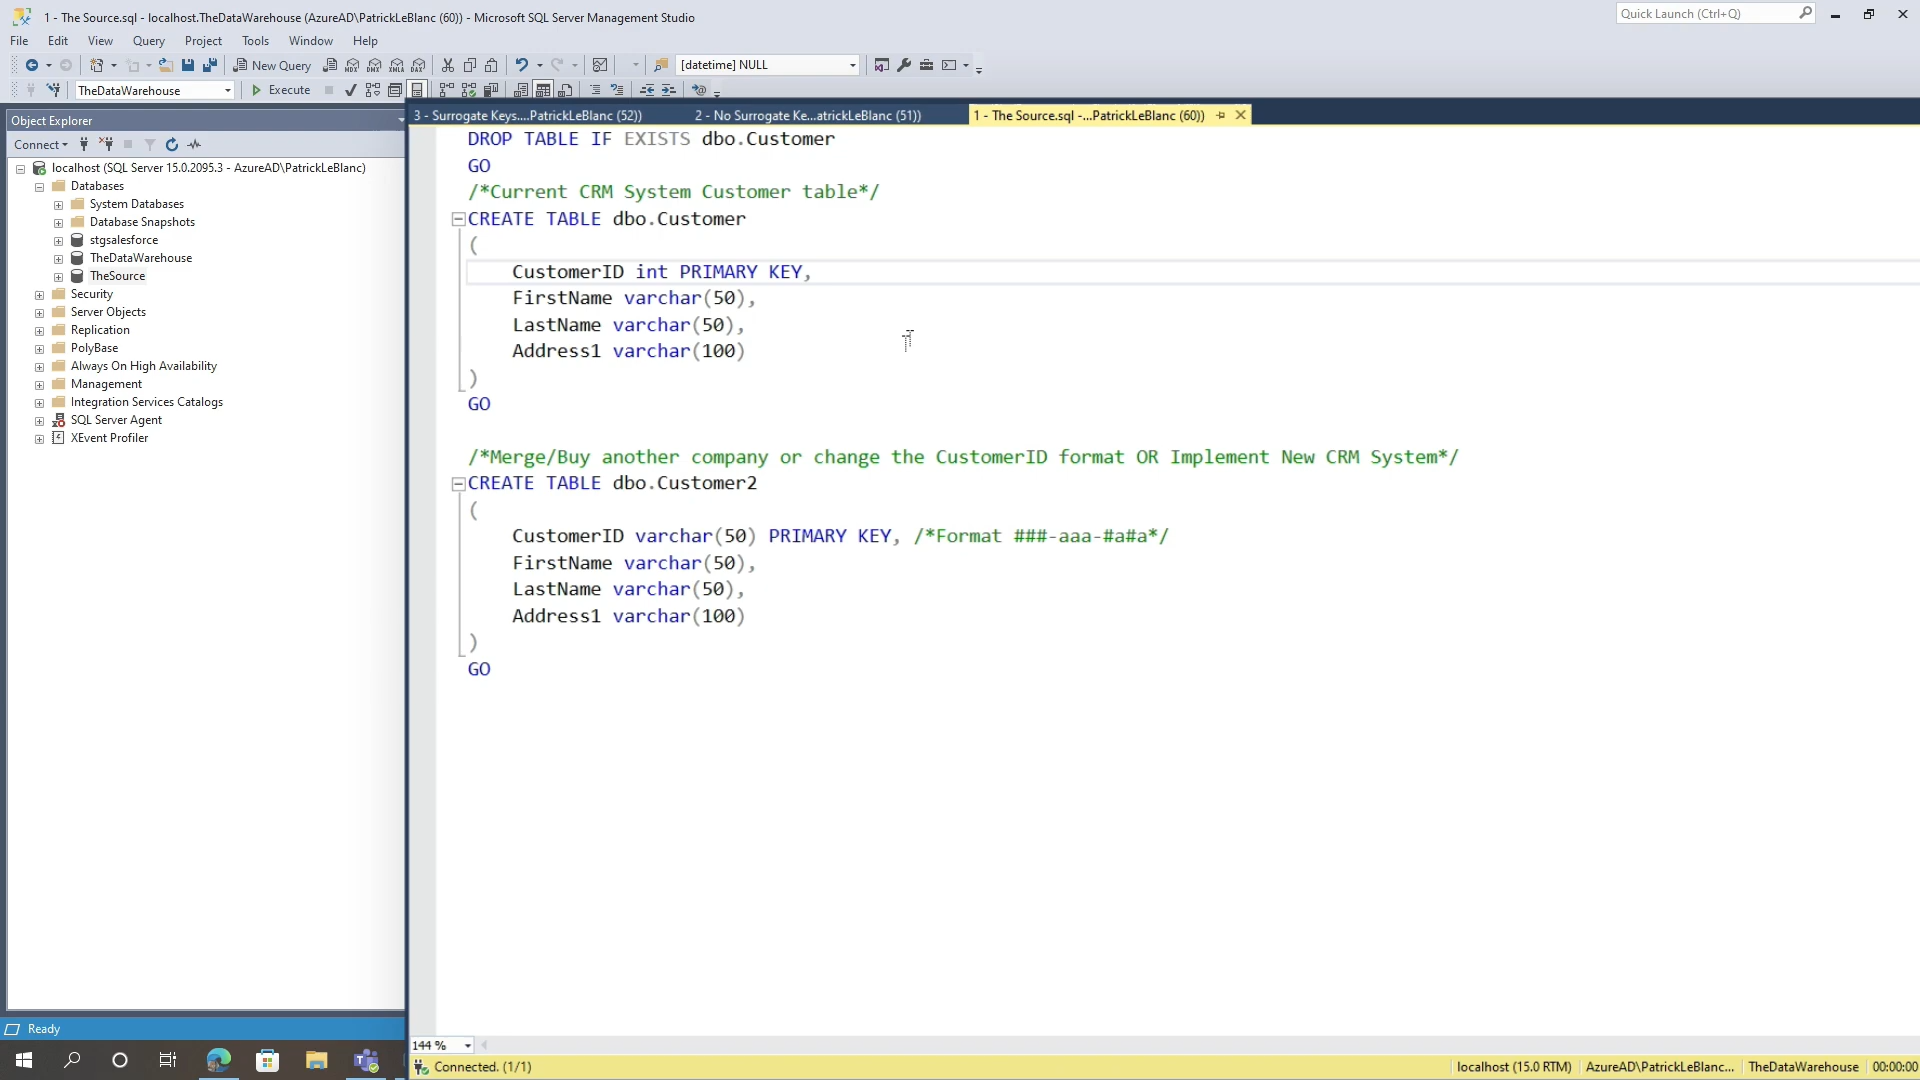 1 - The Source.sql - localhost.TheDataWarehouse (AzureAD\PatrickLeBlanc (60)) - Microsoft SQL Server Management Studio
Quick Launch (Ctrl+Q)
File Edit View Query Project Tools Window Help
New Query
MDX DMX XMLA DAX
[datetime] NULL
TheDataWarehouse
Execute
3 - Surrogate Keys....PatrickLeBlanc (52))
2 - No Surrogate Ke...atrickLeBlanc (51))
1 - The Source.sql -...PatrickLeBlanc (60))
Object Explorer
Connect
localhost (SQL Server 15.0.2095.3 - AzureAD\PatrickLeBlanc)
Databases
System Databases
Database Snapshots
stgsalesforce
TheDataWarehouse
TheSource
Security
Server Objects
Replication
PolyBase
Always On High Availability
Management
Integration Services Catalogs
SQL Server Agent
XEvent Profiler
DROP TABLE IF EXISTS dbo.Customer
GO
/*Current CRM System Customer table*/
CREATE TABLE dbo.Customer
(
CustomerID int PRIMARY KEY,
FirstName varchar(50),
LastName varchar(50),
Address1 varchar(100)
)
GO
/*Merge/Buy another company or change the CustomerID format OR Implement New CRM System*/
CREATE TABLE dbo.Customer2
(
CustomerID varchar(50) PRIMARY KEY, /*Format ###-aaa-#a#a*/
FirstName varchar(50),
LastName varchar(50),
Address1 varchar(100)
)
GO
144 %
Ready
Connected. (1/1)
localhost (15.0 RTM)
AzureAD\PatrickLeBlanc...
TheDataWarehouse
00:00:00